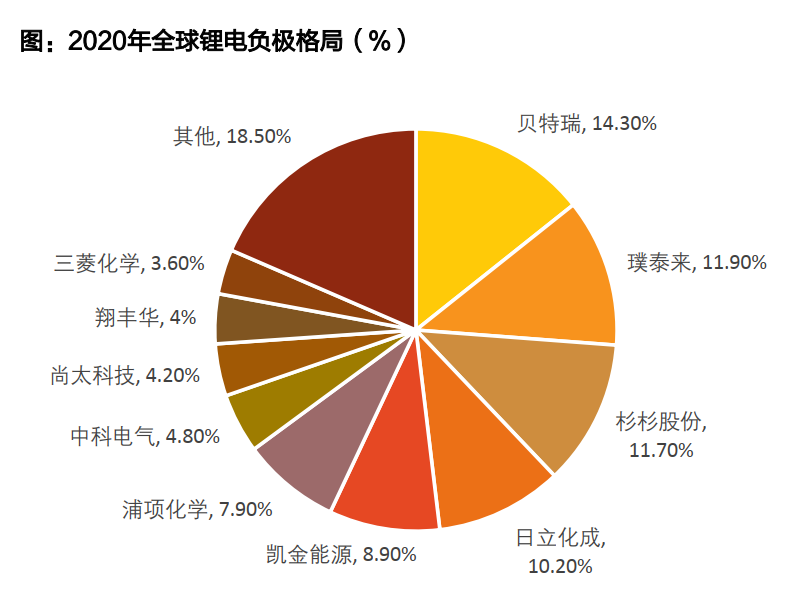 图：2020年全球锂电负极格局（%）
贝特瑞, 14.30%
璞泰来, 11.90%
杉杉股份,
11.70%
日立化成,
10.20%
凯金能源, 8.90%
浦项化学, 7.90%
中科电气, 4.80%
尚太科技, 4.20%
翔丰华, 4%
三菱化学, 3.60%
其他, 18.50%